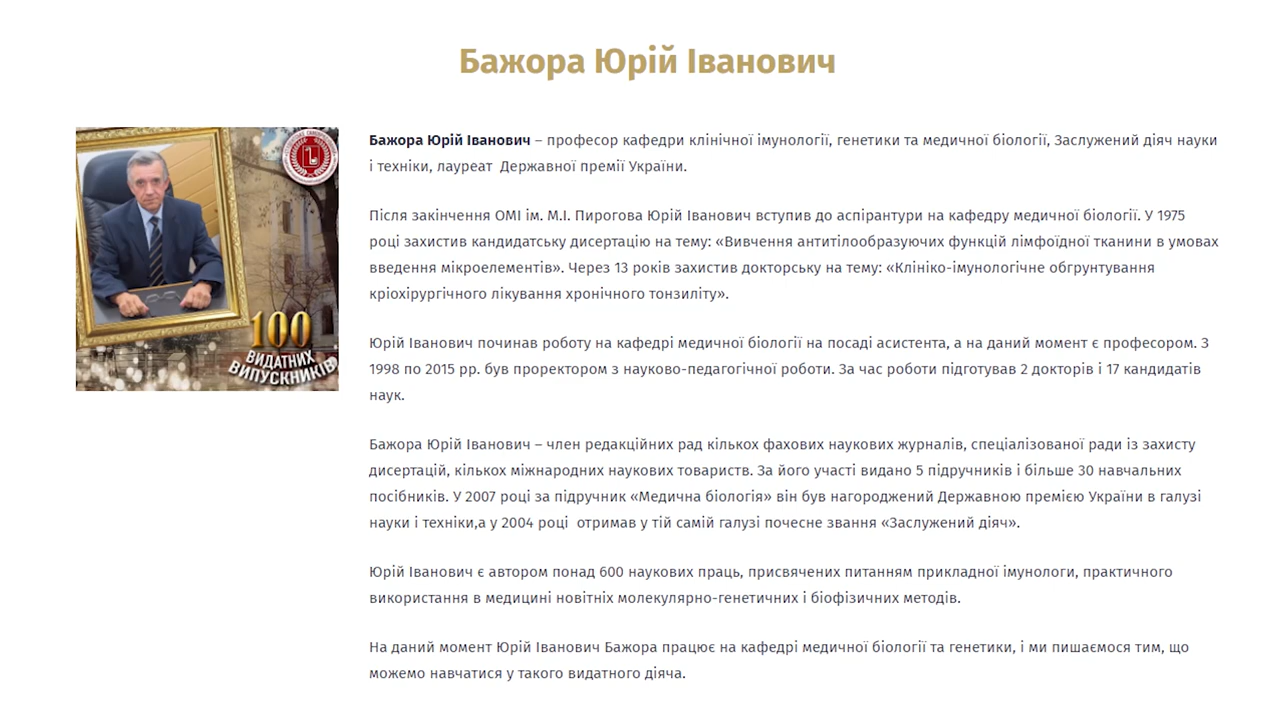 Бажора Юрій Іванович
Бажора Юрій Іванович – професор кафедри клінічної імунології, генетики та медичної біології, Заслужений діяч науки
і техніки, лауреат Державної премії України.
Після закінчення ОМІ ім. М.І. Пирогова Юрій Іванович вступив до аспірантури на кафедру медичної біології. У 1975
році захистив кандидатську дисертацію на тему: «Вивчення антитілообразуючих функцій лімфоїдної тканини в умовах
введення мікроелементів». Через 13 років захистив докторську на тему: «Клініко-імунологічне обгрунтування
кріохірургічного лікування хронічного тонзиліту».
Юрій Іванович починав роботу на кафедрі медичної біології на посаді асистента, а на даний момент є професором. З
1998 по 2015 рр. був проректором з науково-педагогічної роботи. За час роботи підготував 2 докторів і 17 кандидатів
наук.
Бажора Юрій Іванович – член редакційних рад кількох фахових наукових журналів, спеціалізованої ради із захисту
дисертацій, кількох міжнародних наукових товариств. За його участі видано 5 підручників і більше 30 навчальних
посібників. У 2007 році за підручник «Медична біологія» він був нагороджений Державною премією України в галузі
науки і техніки,а у 2004 році отримав у тій самій галузі почесне звання «Заслужений діяч».
Юрій Іванович є автором понад 600 наукових праць, присвячених питанням прикладної імунологи, практичного
використання в медицині новітніх молекулярно-генетичних і біофізичних методів.
На даний момент Юрій Іванович Бажора працює на кафедрі медичної біології та генетики, і ми пишаємося тим, що
можемо навчатися у такого видатного діяча.
100
ВИДАТНИХ
ВИПУСКНИКІВ